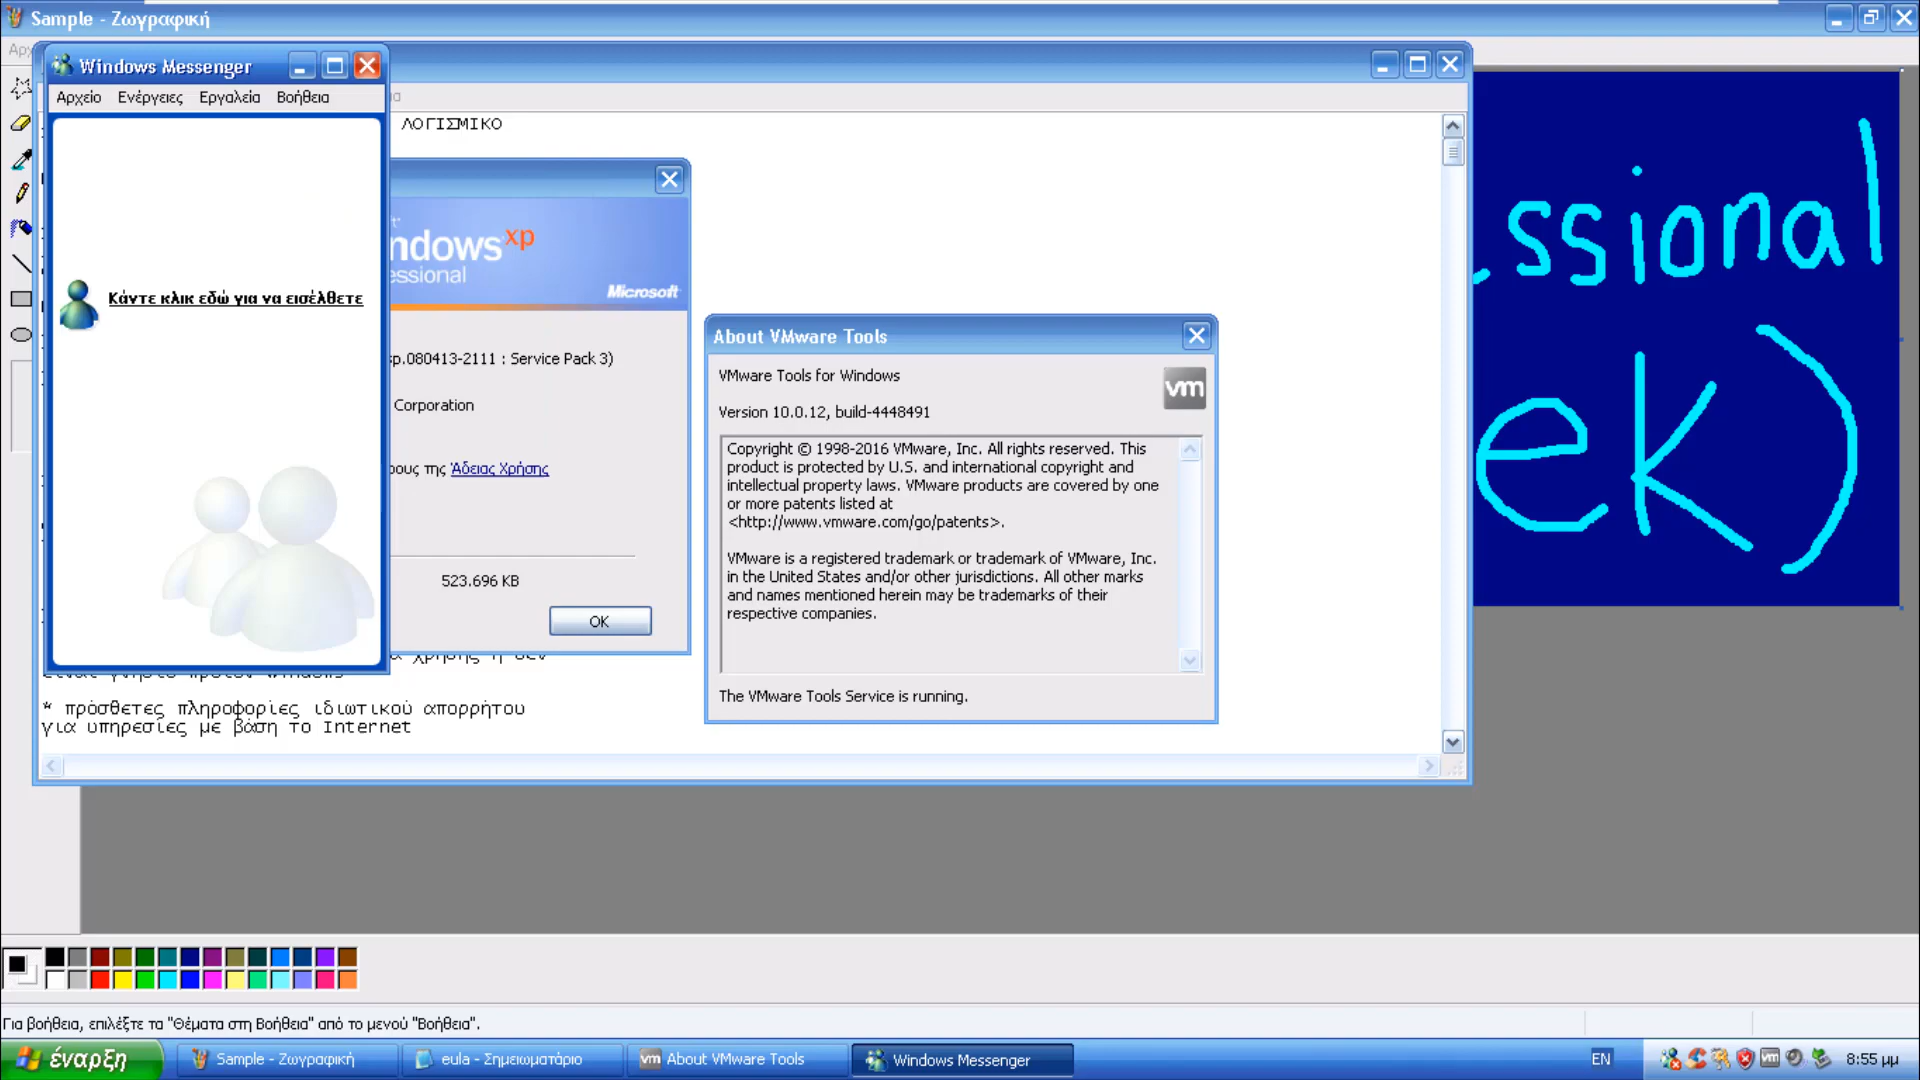 Sample - Ζωγραφική
Windows Messenger
Αρχείο Ενέργειες Εργαλεία Βοήθεια
ΛΟΓΙΣΜΙΚΟ
ndows xp
essional
Microsoft
Κάντε κλικ εδώ για να εισέλθετε
sp.080413-2111 : Service Pack 3)
Corporation
ρους της Άδειας Χρήσης
523.696 KB
OK
About VMware Tools
VMware Tools for Windows
vm
Version 10.0.12, build-4448491
Copyright © 1998-2016 VMware, Inc. All rights reserved. This
product is protected by U.S. and international copyright and
intellectual property laws. VMware products are covered by one
or more patents listed at
<http://www.vmware.com/go/patents>.
VMware is a registered trademark or trademark of VMware, Inc.
in the United States and/or other jurisdictions. All other marks
and names mentioned herein may be trademarks of their
respective companies.
The VMware Tools Service is running.
ssional
ek)
* πρόσθετες πληροφορίες ιδιωτικού απορρήτου
για υπηρεσίες με βάση το Internet
Για βοήθεια, επιλέξτε τα "Θέματα στη Βοήθεια" από το μενού "Βοήθεια".
έναρξη
Sample - Ζωγραφική
eula - Σημειωματάριο
vm About VMware Tools
Windows Messenger
EN
vm
8:55 μμ